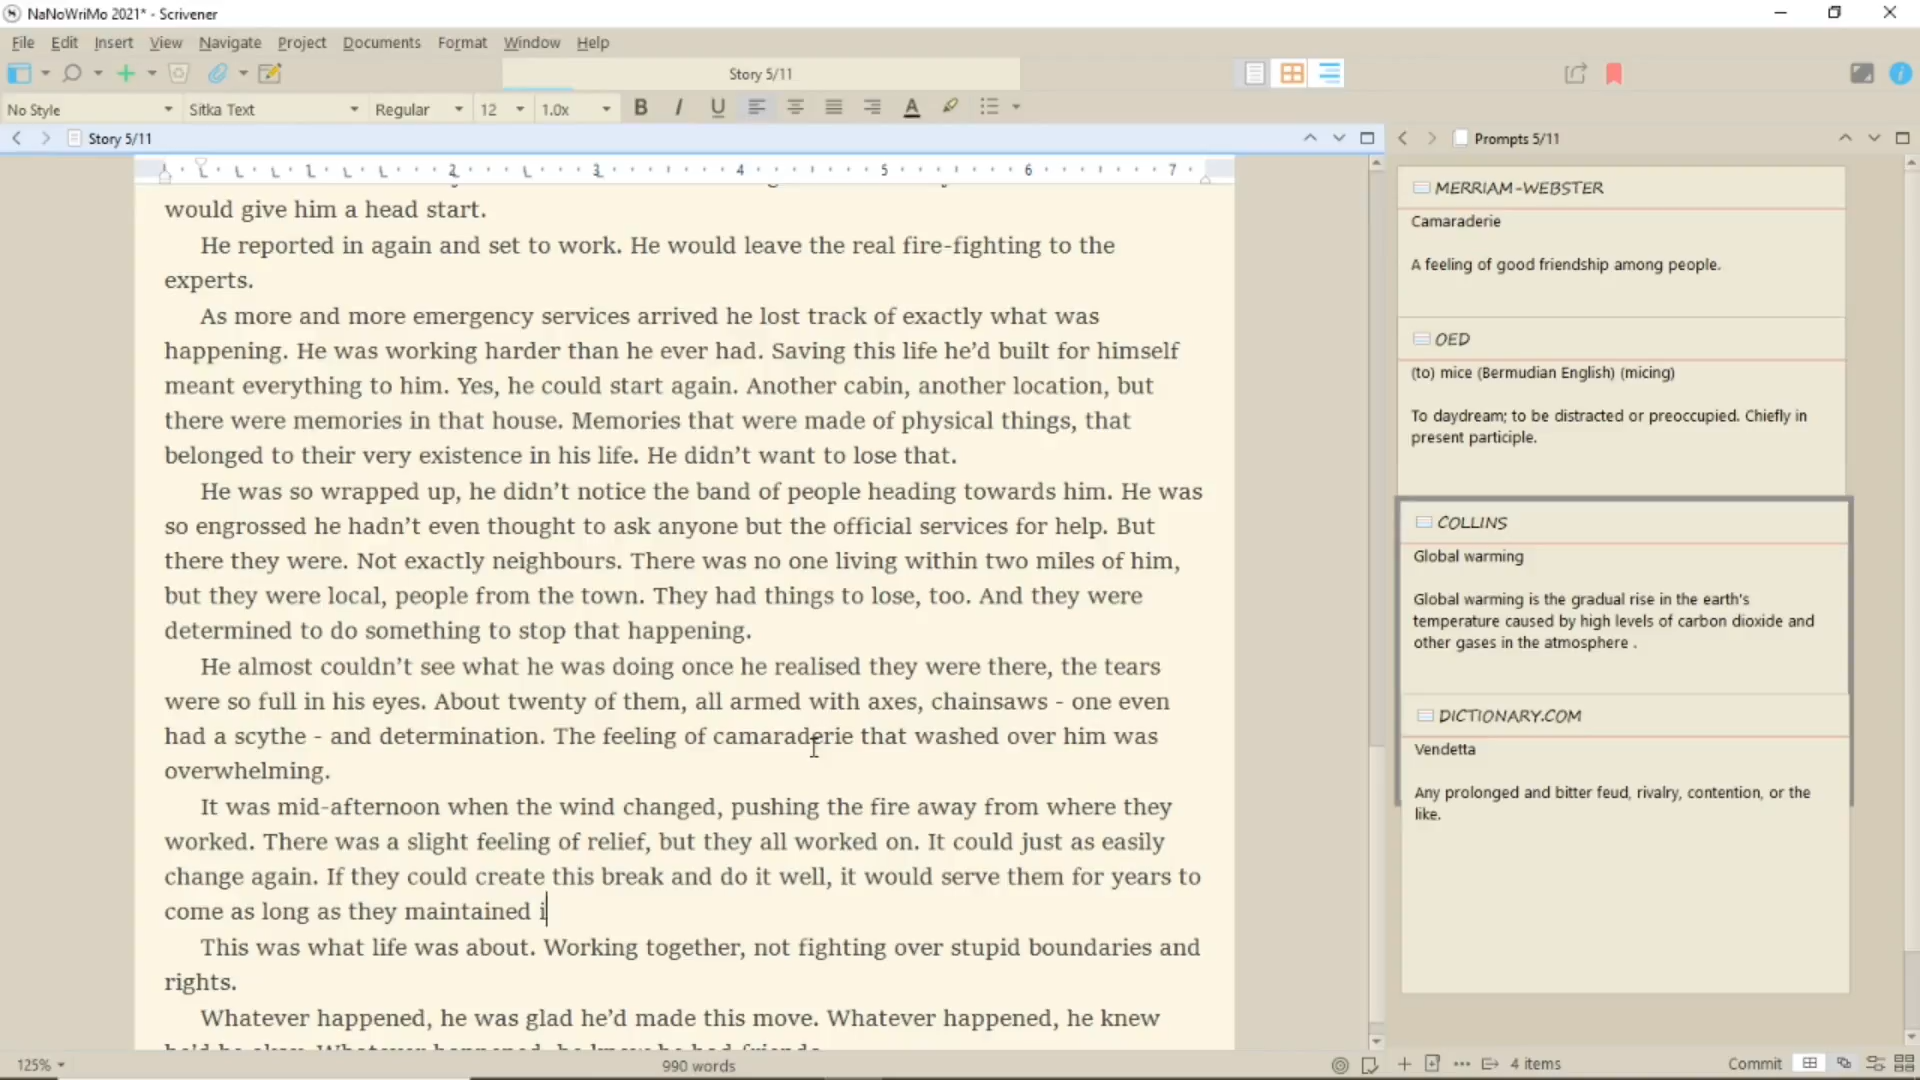 NaNoWriMo 2021* - Scrivener
File Edit Insert View Navigate Project Documents Format Window Help
Story 5/11
No Style Sitka Text Regular 12 1.0x B I U A
Story 5/11
1 2 3 4 5 6 7
would give him a head start.
He reported in again and set to work. He would leave the real fire-fighting to the
experts.
As more and more emergency services arrived he lost track of exactly what was
happening. He was working harder than he ever had. Saving this life he’d built for himself
meant everything to him. Yes, he could start again. Another cabin, another location, but
there were memories in that house. Memories that were made of physical things, that
belonged to their very existence in his life. He didn’t want to lose that.
He was so wrapped up, he didn’t notice the band of people heading towards him. He was
so engrossed he hadn’t even thought to ask anyone but the official services for help. But
there they were. Not exactly neighbours. There was no one living within two miles of him,
but they were local, people from the town. They had things to lose, too. And they were
determined to do something to stop that happening.
He almost couldn’t see what he was doing once he realised they were there, the tears
were so full in his eyes. About twenty of them, all armed with axes, chainsaws - one even
had a scythe - and determination. The feeling of camaraderie that washed over him was
overwhelming.
It was mid-afternoon when the wind changed, pushing the fire away from where they
worked. There was a slight feeling of relief, but they all worked on. It could just as easily
change again. If they could create this break and do it well, it would serve them for years to
come as long as they maintained i
This was what life was about. Working together, not fighting over stupid boundaries and
rights.
Whatever happened, he was glad he’d made this move. Whatever happened, he knew
he’d be okay. Whatever happened, he knew he had friends.
125%
990 words
Prompts 5/11
MERRIAM-WEBSTER
Camaraderie
A feeling of good friendship among people.
OED
(to) mice (Bermudian English) (micing)
To daydream; to be distracted or preoccupied. Chiefly in
present participle.
COLLINS
Global warming
Global warming is the gradual rise in the earth's
temperature caused by high levels of carbon dioxide and
other gases in the atmosphere .
DICTIONARY.COM
Vendetta
Any prolonged and bitter feud, rivalry, contention, or the
like.
4 items
Commit